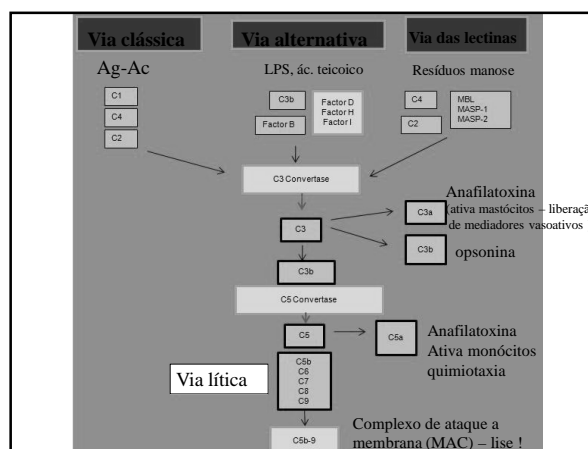 Via clássica
Via alternativa
Via das lectinas
Ag-Ac
LPS, ác. teicoico
Resíduos manose
C1
C4
C2
C3b
Factor B
Factor D
Factor H
Factor I
C4
C2
MBL
MASP-1
MASP-2
C3 Convertase
C3
C3a
Anafilatoxina
(ativa mastócitos – liberaçã
de mediadores vasoativos
C3b
opsonina
C3b
C5 Convertase
C5
C5a
Anafilatoxina
Ativa monócitos
quimiotaxia
Via lítica
C5b
C6
C7
C8
C9
C5b-9
Complexo de ataque a
membrana (MAC) – lise !